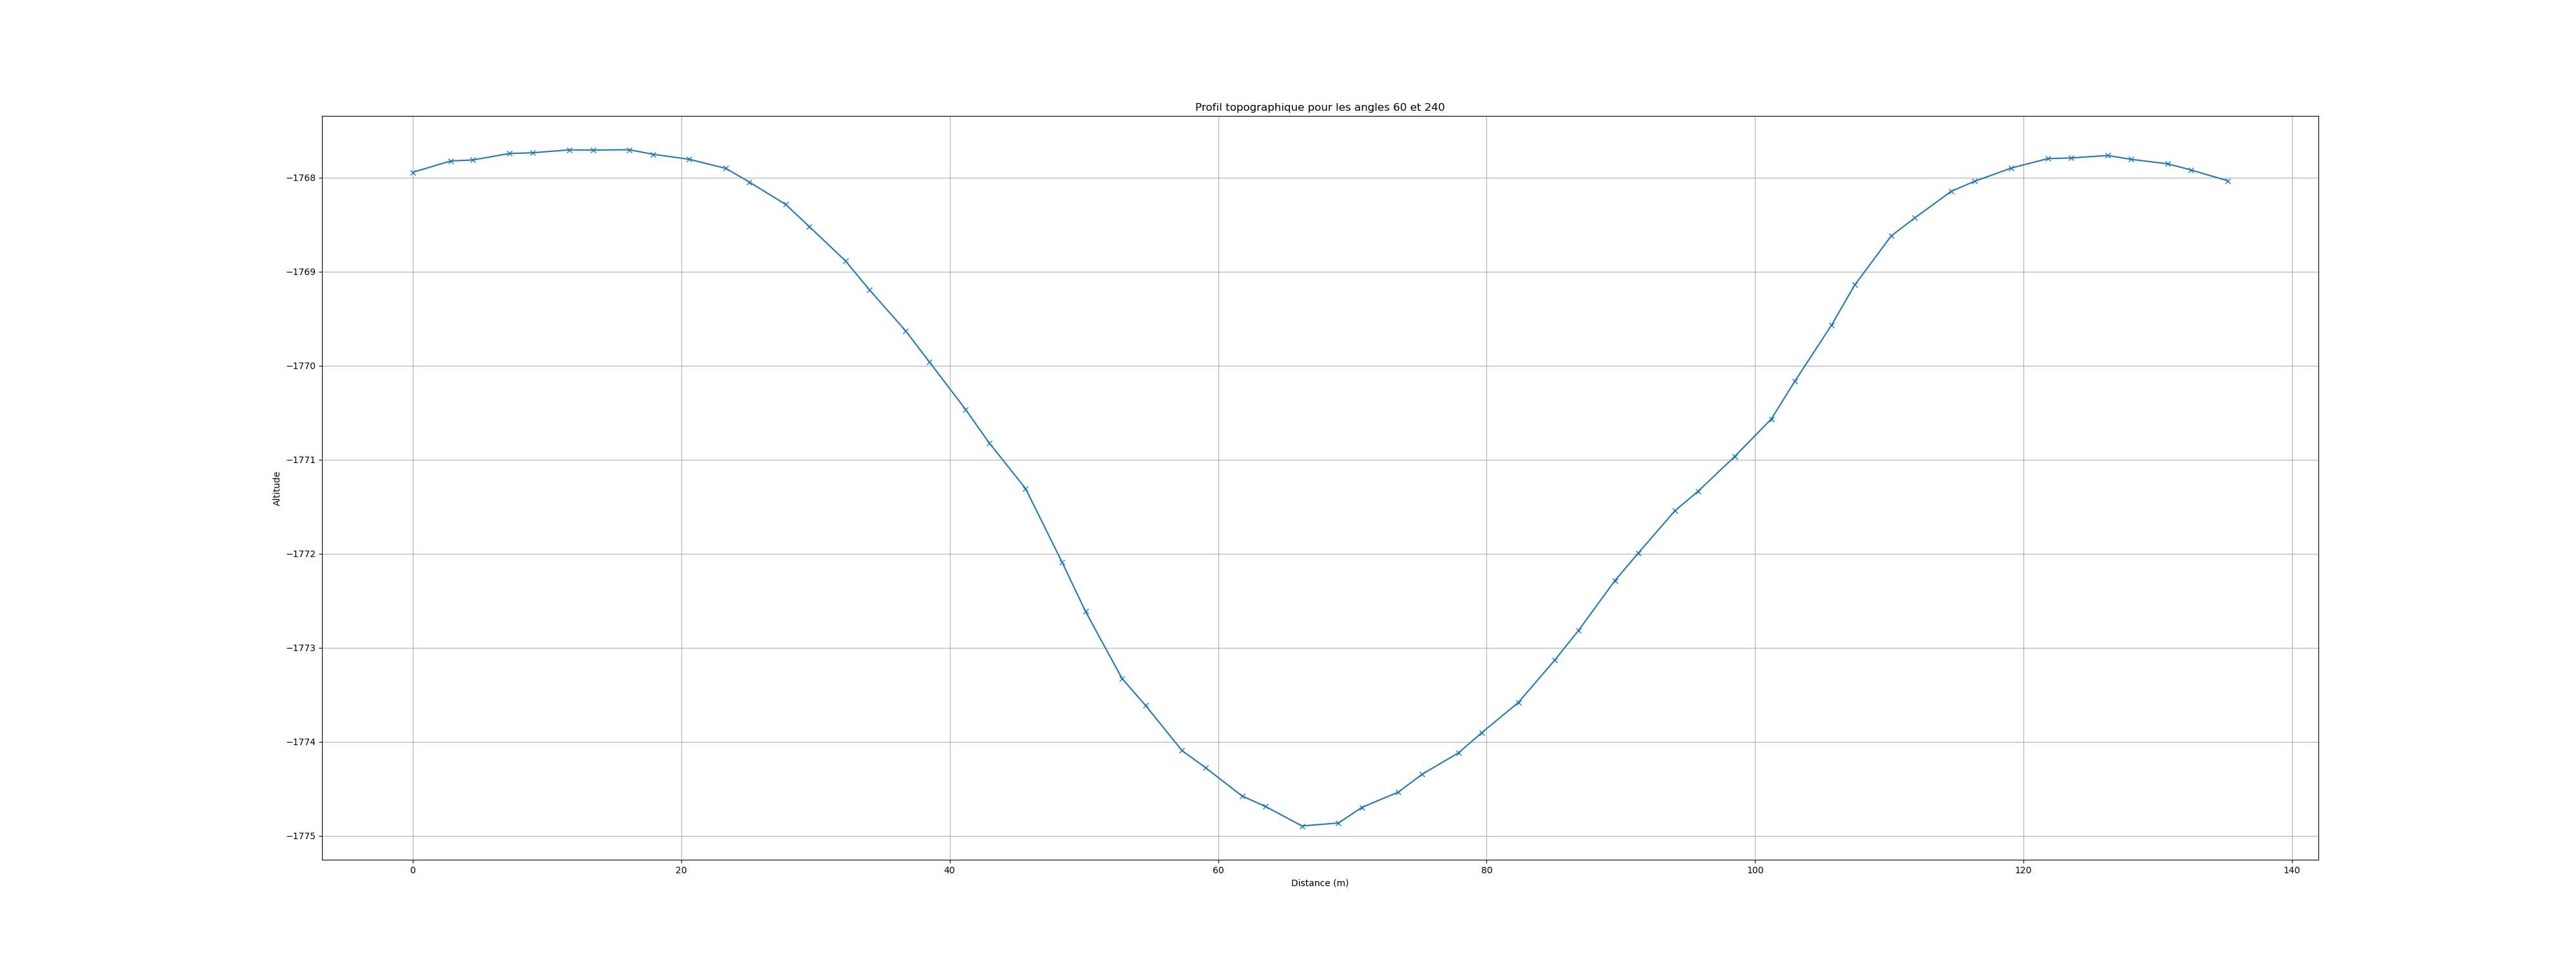 Profil topographique pour les angles 60 et 240
−1768
−1769
−1770
−1771
−1772
−1773
−1774
−1775
Altitude
0 20 40 60 80 100 120 140
Distance (m)